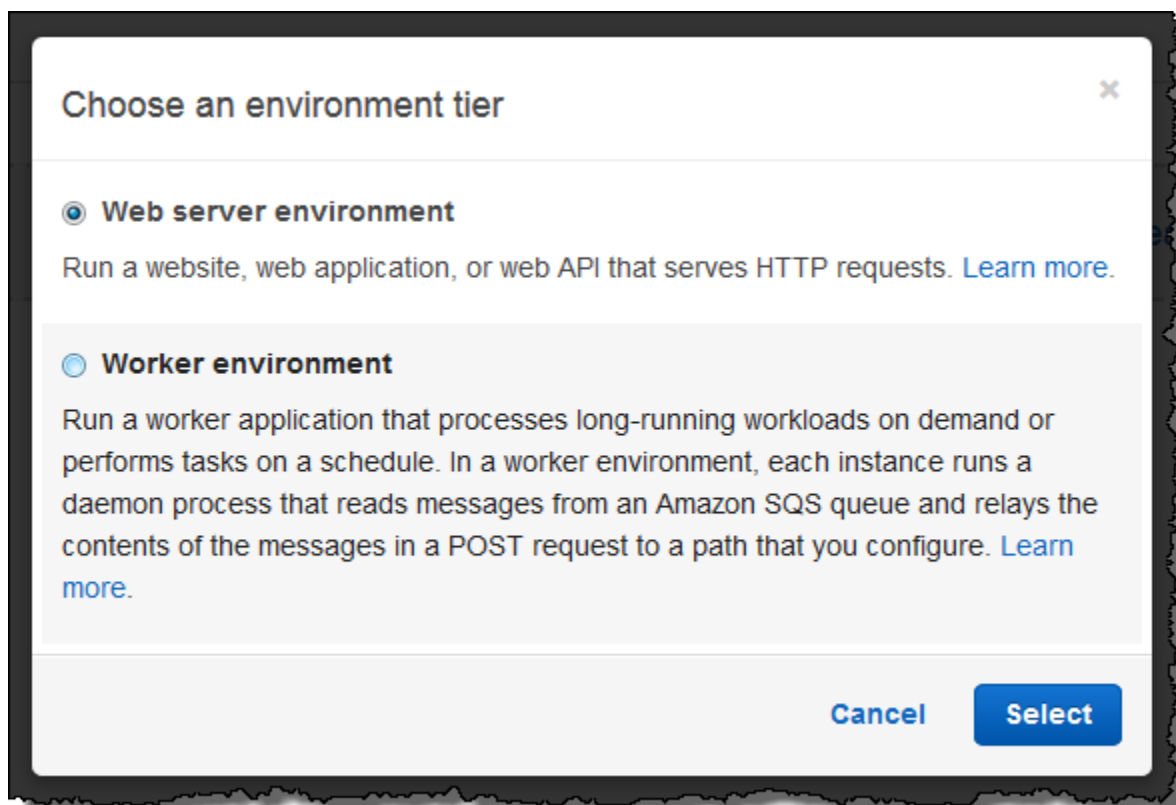 Choose an environment tier
×
Web server environment
Run a website, web application, or web API that serves HTTP requests. Learn more.
Worker environment
Run a worker application that processes long-running workloads on demand or
performs tasks on a schedule. In a worker environment, each instance runs a
daemon process that reads messages from an Amazon SQS queue and relays the
contents of the messages in a POST request to a path that you configure. Learn
more.
Cancel Select